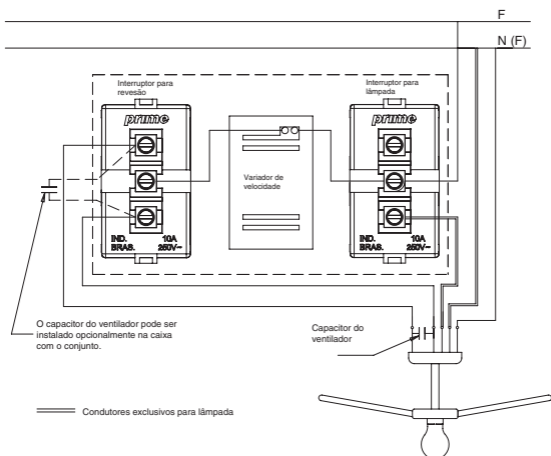 F
N (F)
Interruptor para
revesão
Interruptor para
lâmpada
prime
prime
Variador de
velocidade
IND. 10A
BRAS. 250V~
IND. 10A
BRAS. 250V~
O capacitor do ventilador pode ser
instalado opcionalmente na caixa
com o conjunto.
Capacitor do
ventilador
Condutores exclusivos para lâmpada